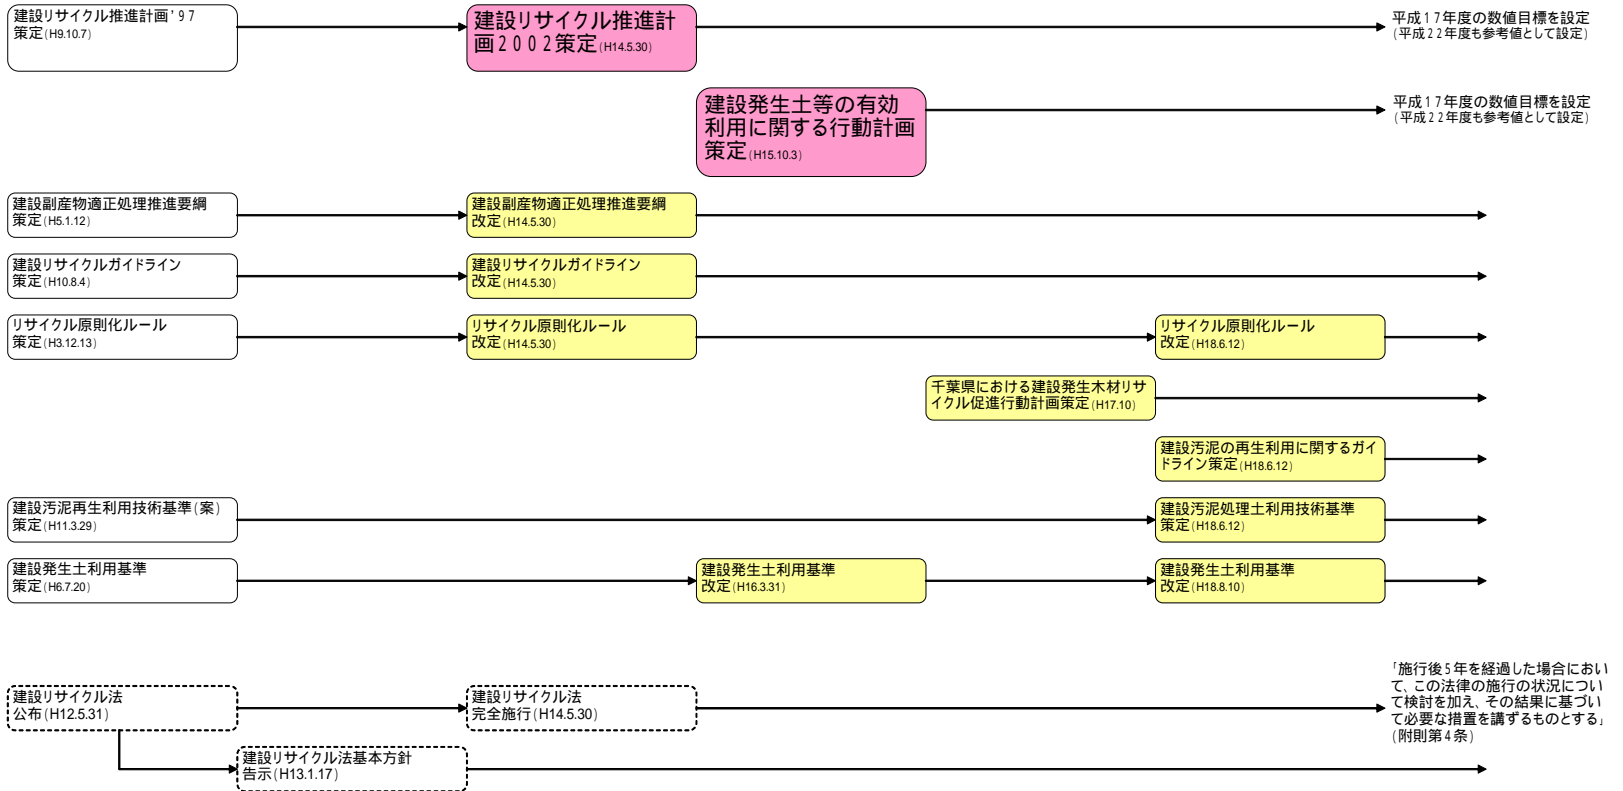 建設リサイクル推進計画'97
策定(H9.10.7)
建設リサイクル推進計
画2002策定(H14.5.30)
平成17年度の数値目標を設定
(平成22年度も参考値として設定)
建設発生土等の有効
利用に関する行動計画
策定(H15.10.3)
平成17年度の数値目標を設定
(平成22年度も参考値として設定)
建設副産物適正処理推進要綱
策定(H5.1.12)
建設副産物適正処理推進要綱
改定(H14.5.30)
建設リサイクルガイドライン
策定(H10.8.4)
建設リサイクルガイドライン
改定(H14.5.30)
リサイクル原則化ルール
策定(H3.12.13)
リサイクル原則化ルール
改定(H14.5.30)
リサイクル原則化ルール
改定(H18.6.12)
千葉県における建設発生木材リサ
イクル促進行動計画策定(H17.10)
建設汚泥の再生利用に関するガイ
ドライン策定(H18.6.12)
建設汚泥再生利用技術基準(案)
策定(H11.3.29)
建設汚泥処理土利用技術基準
策定(H18.6.12)
建設発生土利用基準
策定(H6.7.20)
建設発生土利用基準
改定(H16.3.31)
建設発生土利用基準
改定(H18.8.10)
建設リサイクル法
公布(H12.5.31)
建設リサイクル法
完全施行(H14.5.30)
「施行後5年を経過した場合におい
て、この法律の施行の状況につい
て検討を加え、その結果に基づい
て必要な措置を講ずるものとする」
(附則第4条)
建設リサイクル法基本方針
告示(H13.1.17)